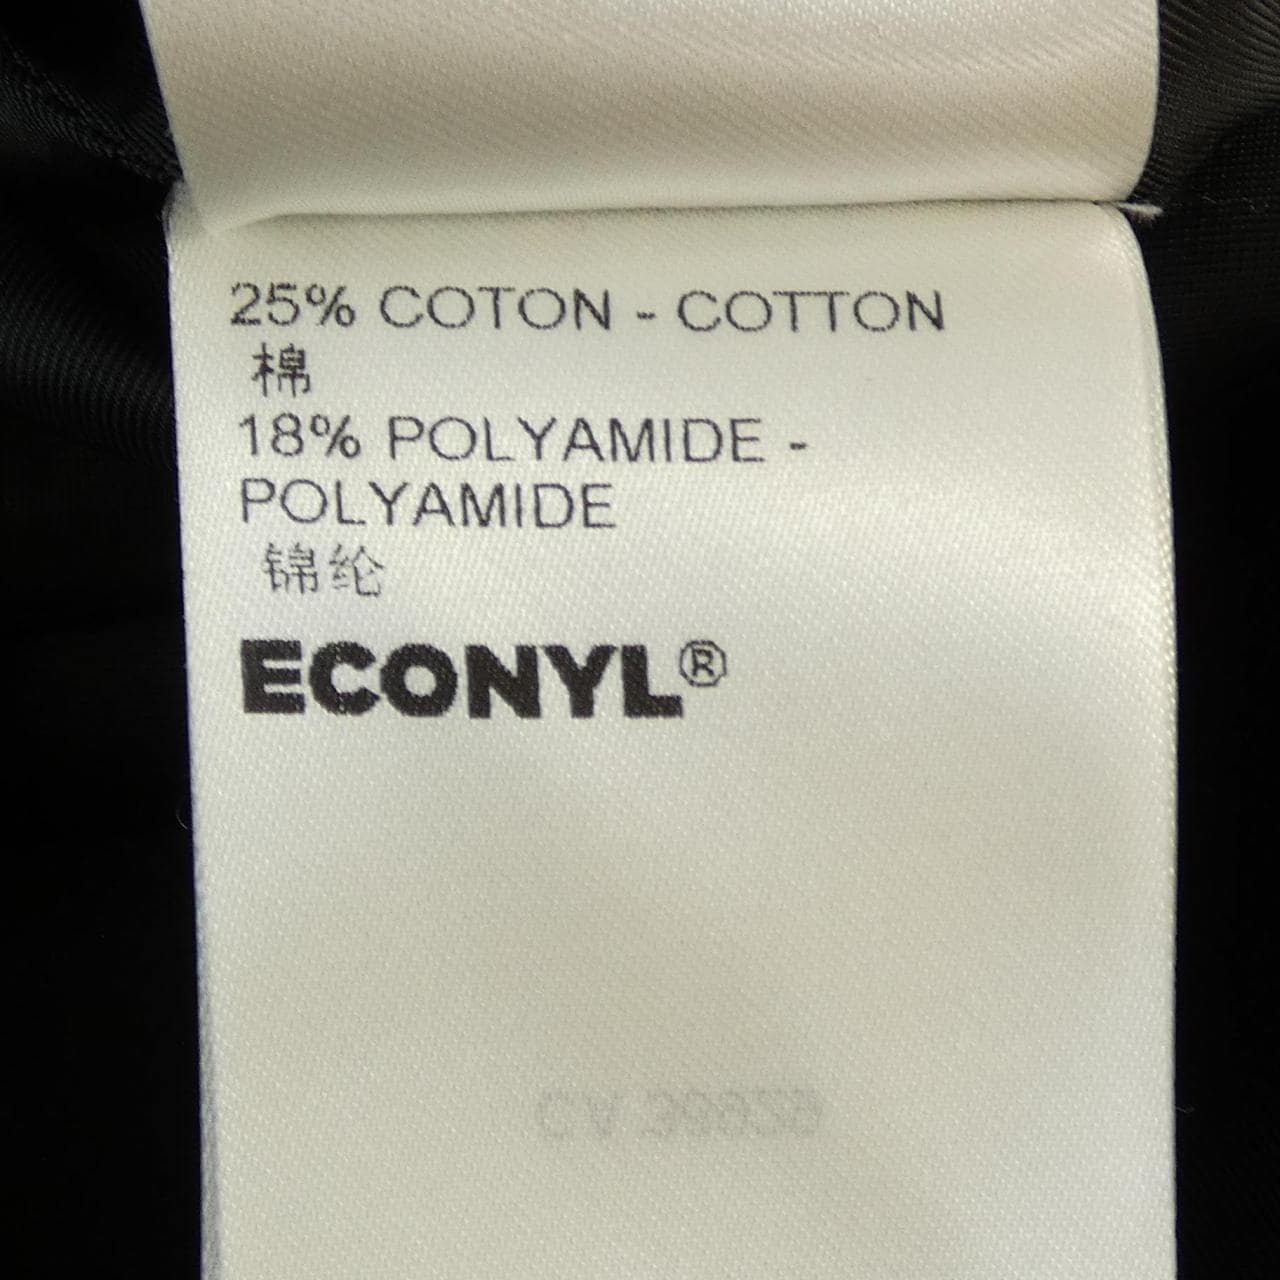 25% COTON - COTTON
棉
18% POLYAMIDE -
POLYAMIDE
锦纶
ECONYL®